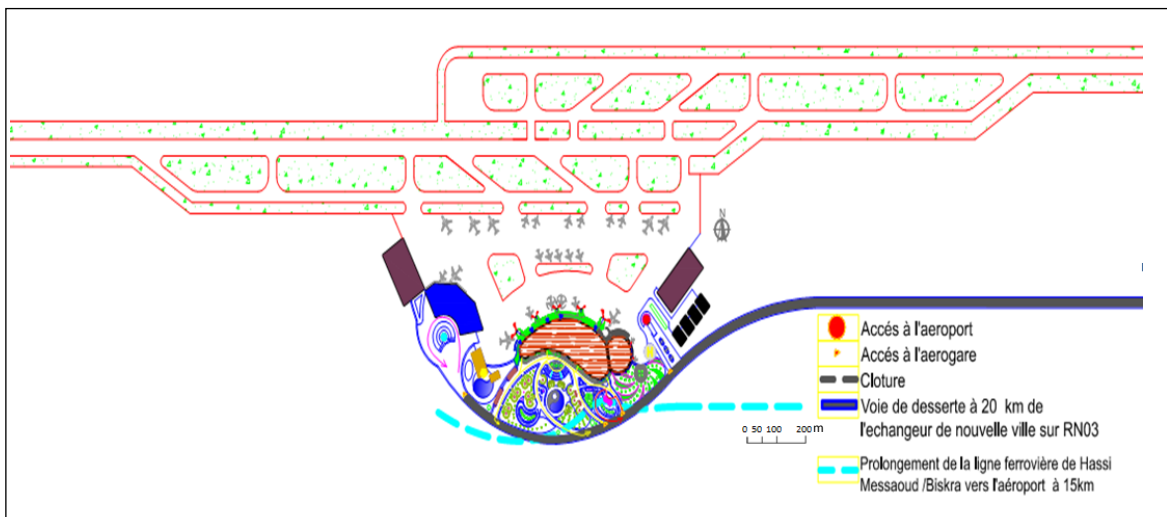 N
Accés à l'aeroport
Accés à l'aerogare
Cloture
Voie de desserte à 20 km de
l'echangeur de nouvelle ville sur RN03
0 50 100 200 m
Prolongement de la ligne ferrovière de Hassi
Messaoud /Biskra vers l'aéroport à 15km